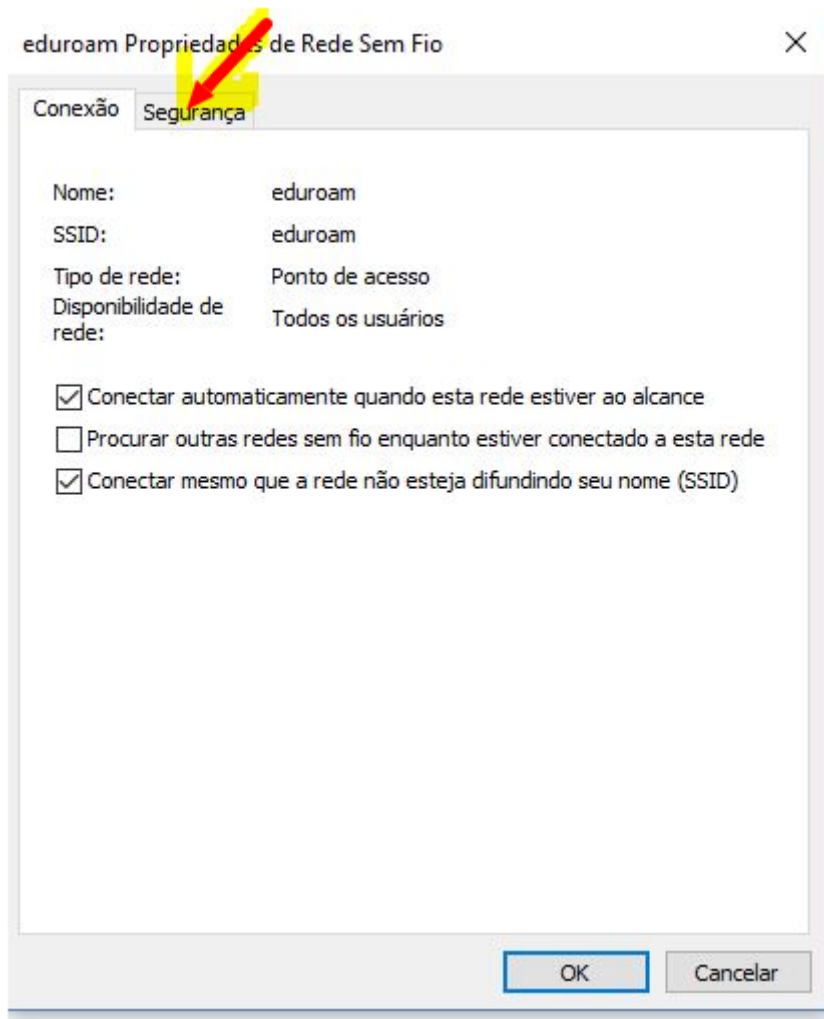 eduroam Propriedades de Rede Sem Fio
Conexão
Segurança
Nome: eduroam
SSID: eduroam
Tipo de rede: Ponto de acesso
Disponibilidade de
rede: Todos os usuários
Conectar automaticamente quando esta rede estiver ao alcance
Procurar outras redes sem fio enquanto estiver conectado a esta rede
Conectar mesmo que a rede não esteja difundindo seu nome (SSID)
OK
Cancelar